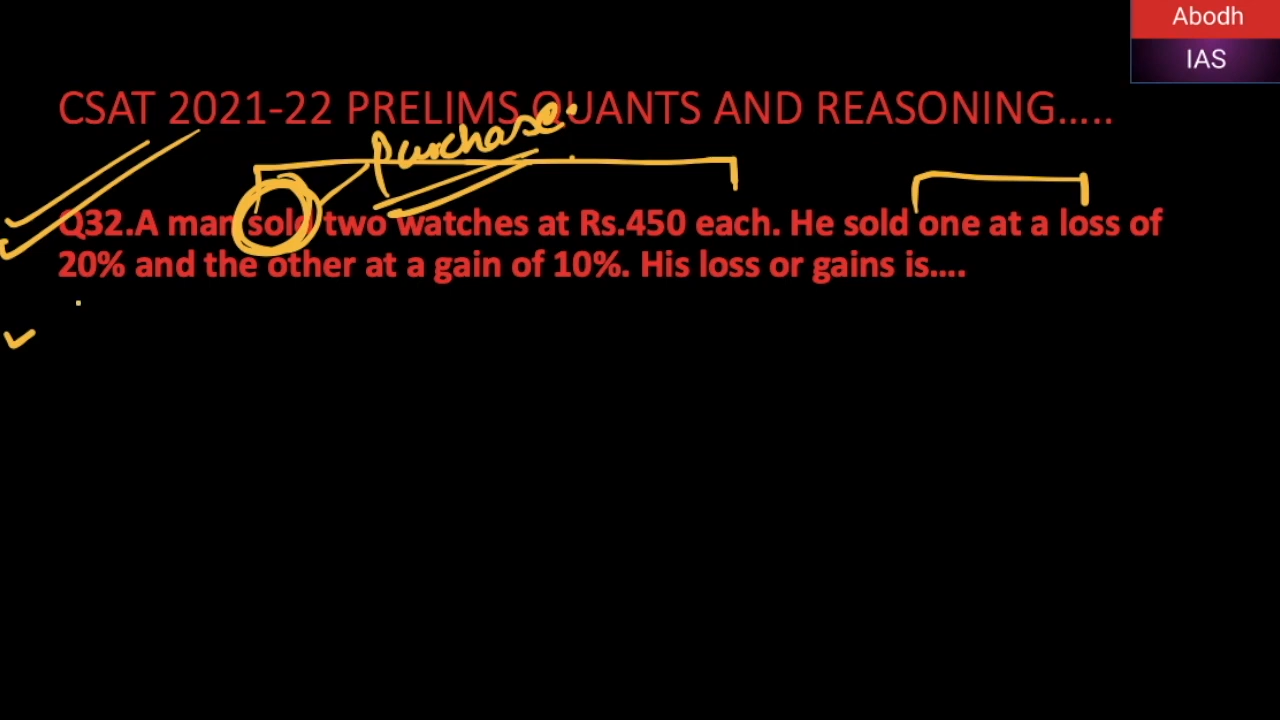 Abodh
IAS
CSAT 2021-22 PRELIMS QUANTS AND REASONING.....
Purchase.
Q32.A man sold two watches at Rs.450 each. He sold one at a loss of
20% and the other at a gain of 10%. His loss or gains is....